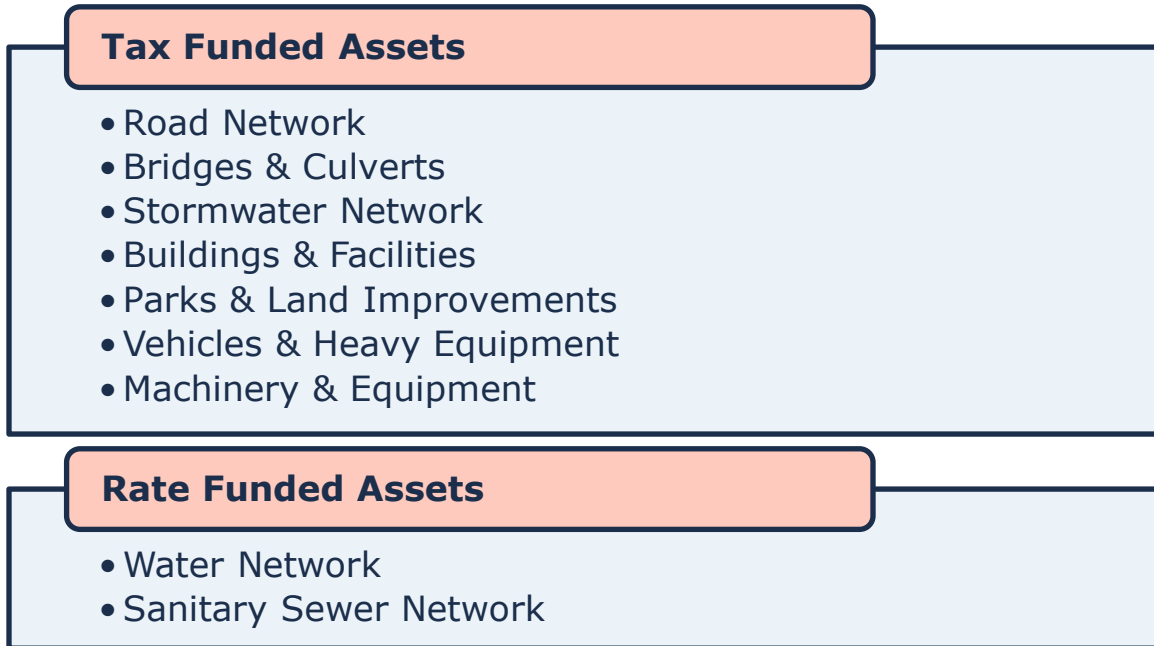 Tax Funded Assets
• Road Network
• Bridges & Culverts
• Stormwater Network
• Buildings & Facilities
• Parks & Land Improvements
• Vehicles & Heavy Equipment
• Machinery & Equipment
Rate Funded Assets
• Water Network
• Sanitary Sewer Network